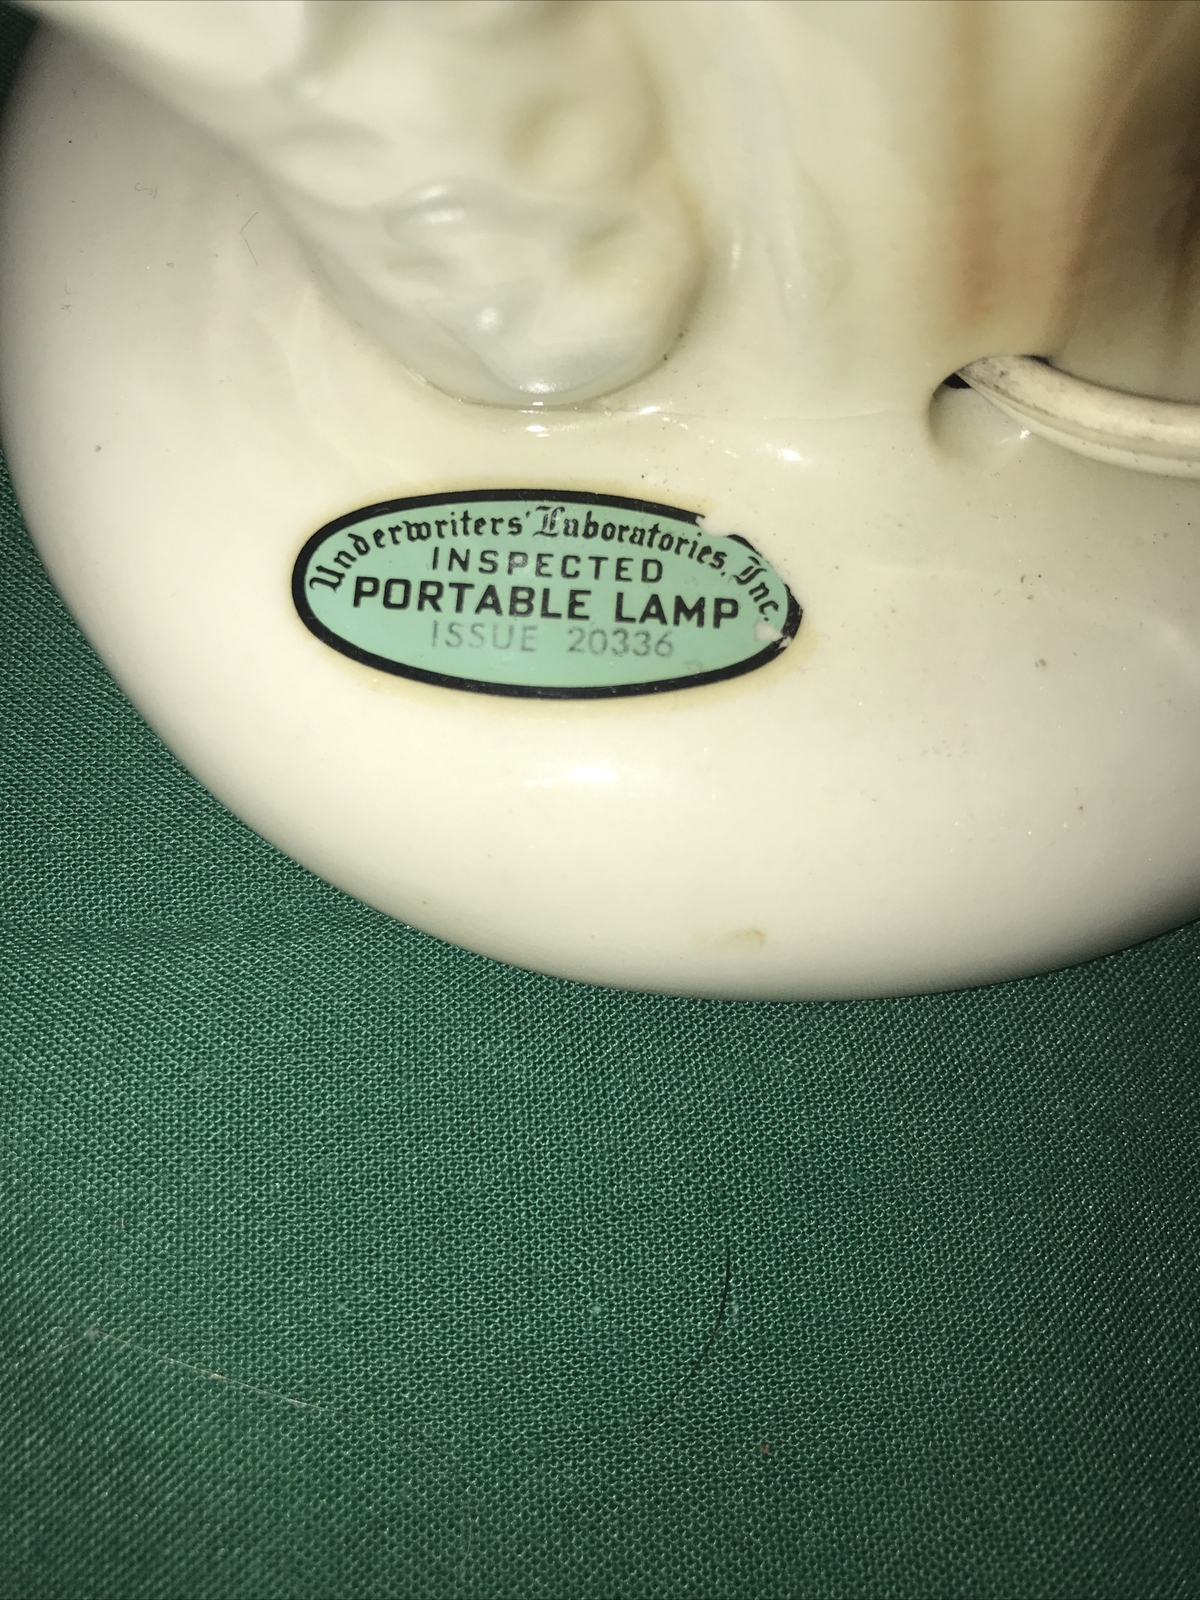 Underwriters' Laboratories, Inc.
INSPECTED
PORTABLE LAMP
ISSUE 20336